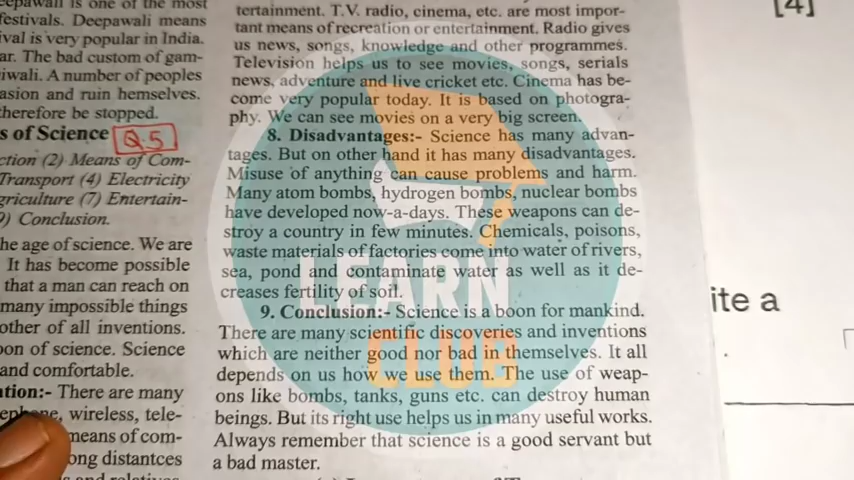 eepawali is one of the most
festivals. Deepawali means
ival is very popular in India.
ar. The bad custom of gam-
iwali. A number of peoples
asion and ruin hemselves.
therefore be stopped.
s of Science Q.5
ction (2) Means of Com-
Transport (4) Electricity
griculture (7) Entertain-
9) Conclusion.
he age of science. We are
It has become possible
that a man can reach on
many impossible things
other of all inventions.
oon of science. Science
and comfortable.
tion:- There are many
wireless, tele-
means of com-
ong distantces
and relatives
tertainment. T.V. radio, cinema, etc. are most impor-
tant means of recreation or entertainment. Radio gives
us news, songs, knowledge and other programmes.
Television helps us to see movies, songs, serials
news, adventure and live cricket etc. Cinema has be-
come very popular today. It is based on photogra-
phy. We can see movies on a very big screen.
8. Disadvantages:- Science has many advan-
tages. But on other hand it has many disadvantages.
Misuse of anything can cause problems and harm.
Many atom bombs, hydrogen bombs, nuclear bombs
have developed now-a-days. These weapons can de-
stroy a country in few minutes. Chemicals, poisons,
waste materials of factories come into water of rivers,
sea, pond and contaminate water as well as it de-
creases fertility of soil.
9. Conclusion:- Science is a boon for mankind.
There are many scientific discoveries and inventions
which are neither good nor bad in themselves. It all
depends on us how we use them. The use of weap-
ons like bombs, tanks, guns etc. can destroy human
beings. But its right use helps us in many useful works.
Always remember that science is a good servant but
a bad master.
LEARN
CLUB
[4]
ite a